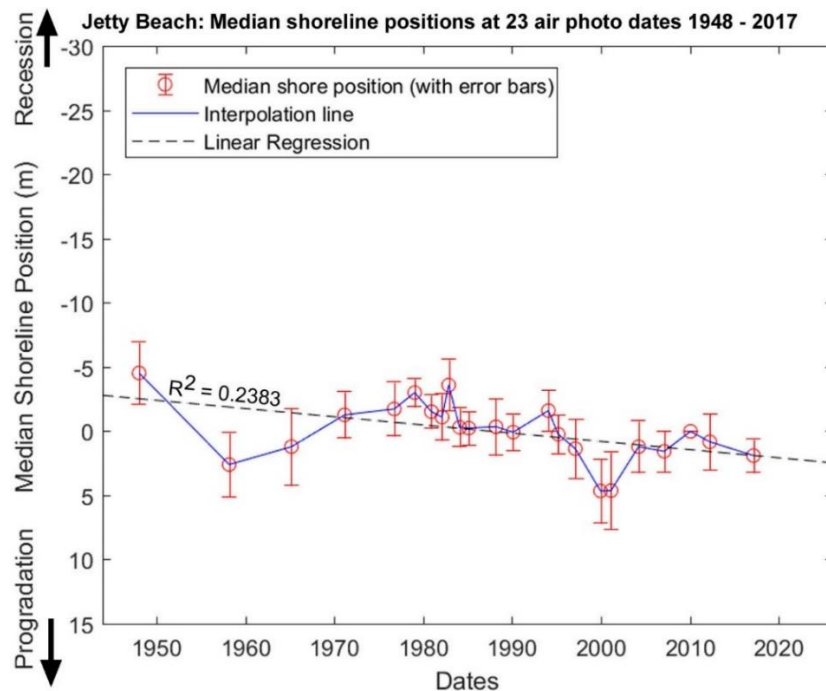 Jetty Beach: Median shoreline positions at 23 air photo dates 1948 - 2017
Recession
Median Shoreline Position (m)
Progradation
-30
-25
-20
-15
-10
-5
0
5
10
15
Median shore position (with error bars)
Interpolation line
Linear Regression
R² = 0.2383
1950 1960 1970 1980 1990 2000 2010 2020
Dates